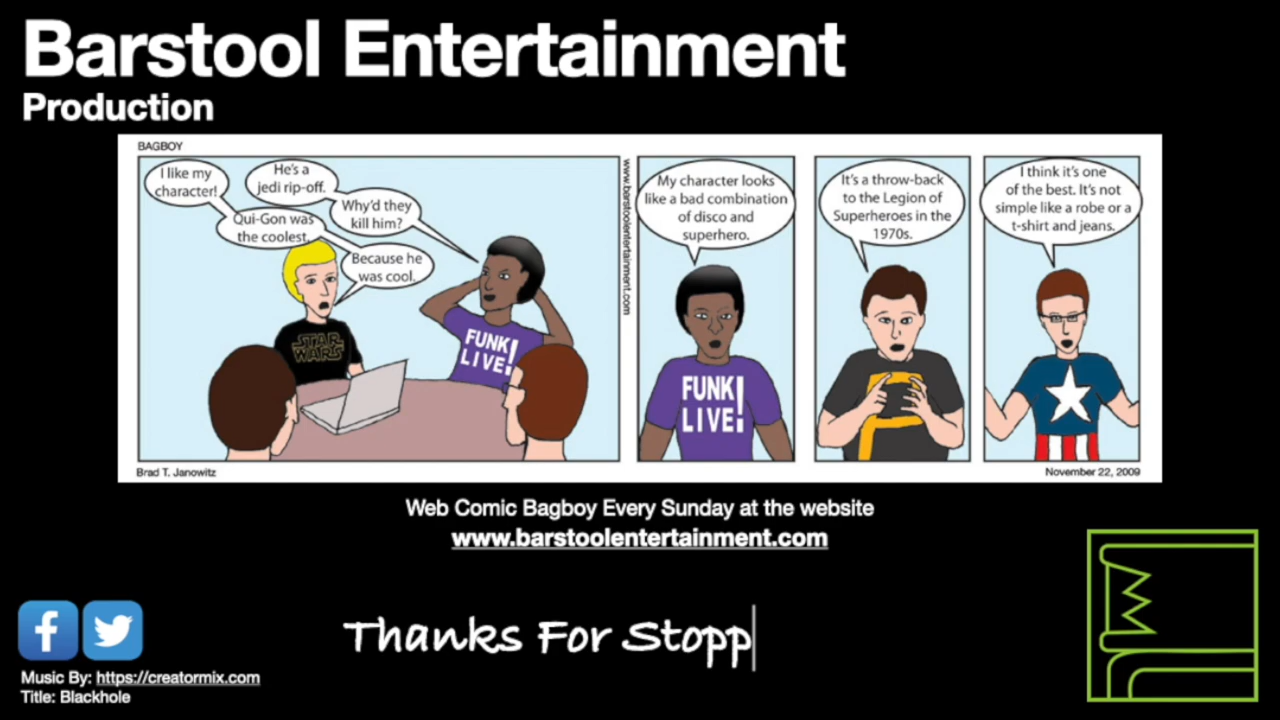 Barstool Entertainment
Production
BAGBOY
I like my
character!
He's a
jedi rip-off.
Qui-Gon was
the coolest.
Why'd they
kill him?
Because he
was cool.
STAR
WARS
FUNK
LIVE!
www.barstoolentertainment.com
My character looks
like a bad combination
of disco and
superhero.
FUNK
LIVE!
It's a throw-back
to the Legion of
Superheroes in the
1970s.
I think it's one
of the best. It's not
simple like a robe or a
t-shirt and jeans.
Brad T. Janowitz
November 22, 2009
Web Comic Bagboy Every Sunday at the website
www.barstoolentertainment.com
Thanks For Stopp
Music By: https://creatormix.com
Title: Blackhole